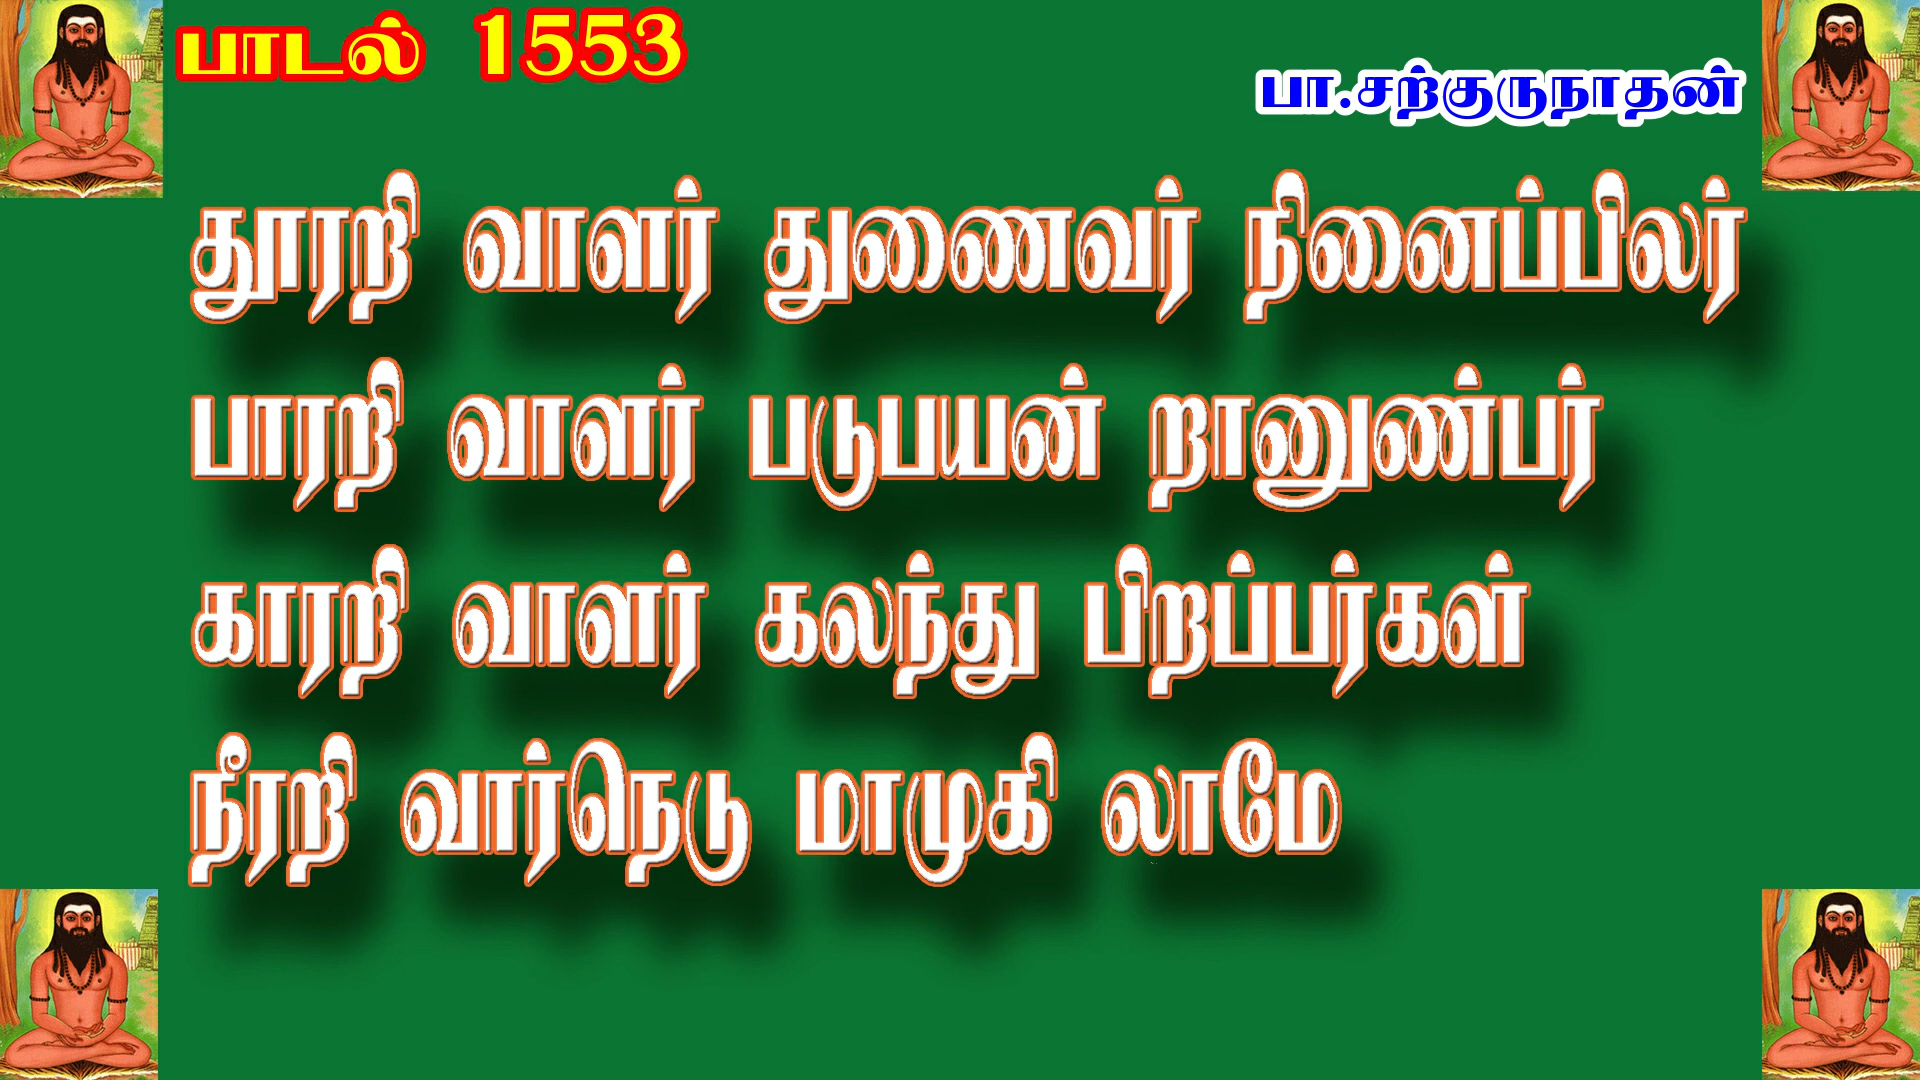 பாடல் 1553
பா.சற்குருநாதன்
தூரறி வாளர் துணைவர் நினைப்பிலர்
பாரறி வாளர் படுபயன் றானுண்பர்
காரறி வாளர் கலந்து பிறப்பர்கள்
நீரறி வார்நெடு மாமுகி லாமே